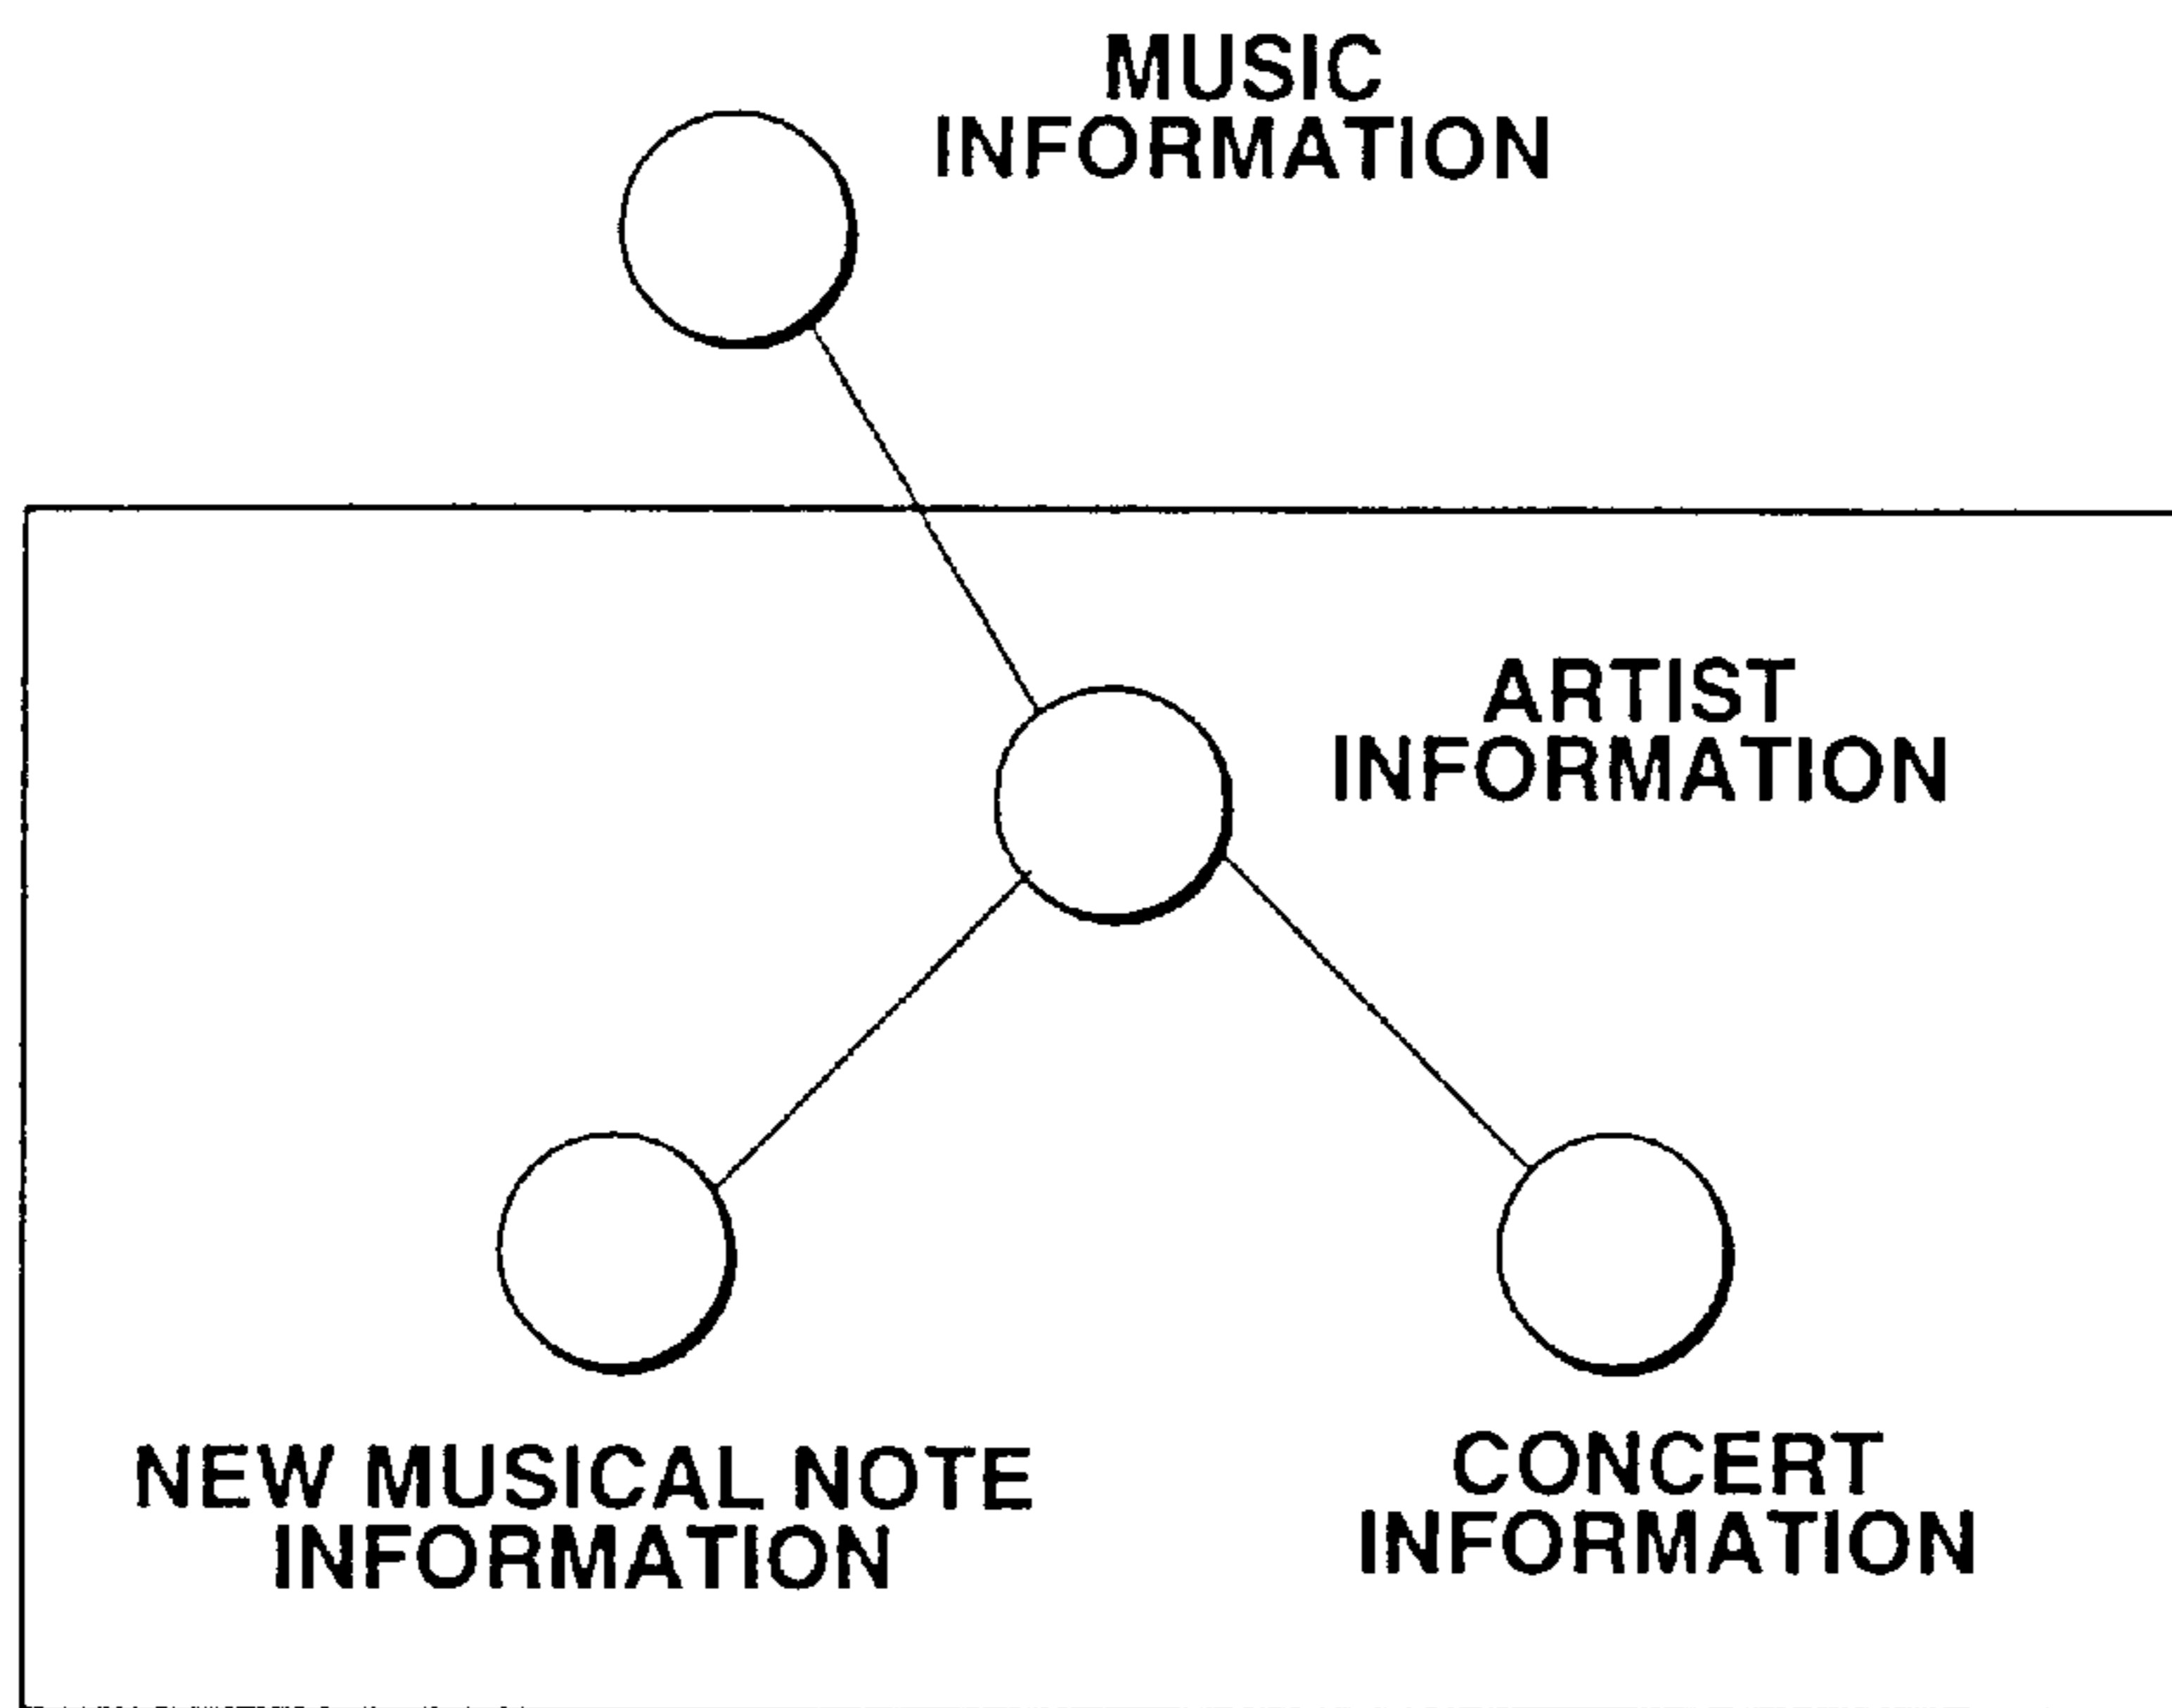 MUSIC
INFORMATION
ARTIST
INFORMATION
NEW MUSICAL NOTE
INFORMATION
CONCERT
INFORMATION